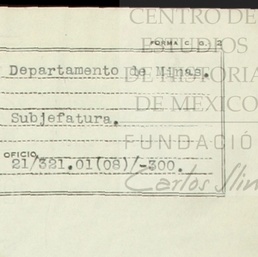 CENTRO DE
ESTUDIOS
DE HISTORIA
DE MEXICO
FUNDACIÓ
Carlos Slim
FORMA C G. 2
Departamento de Minas.
Subjefatura.
OFICIO
21/321.01(08)/-300.